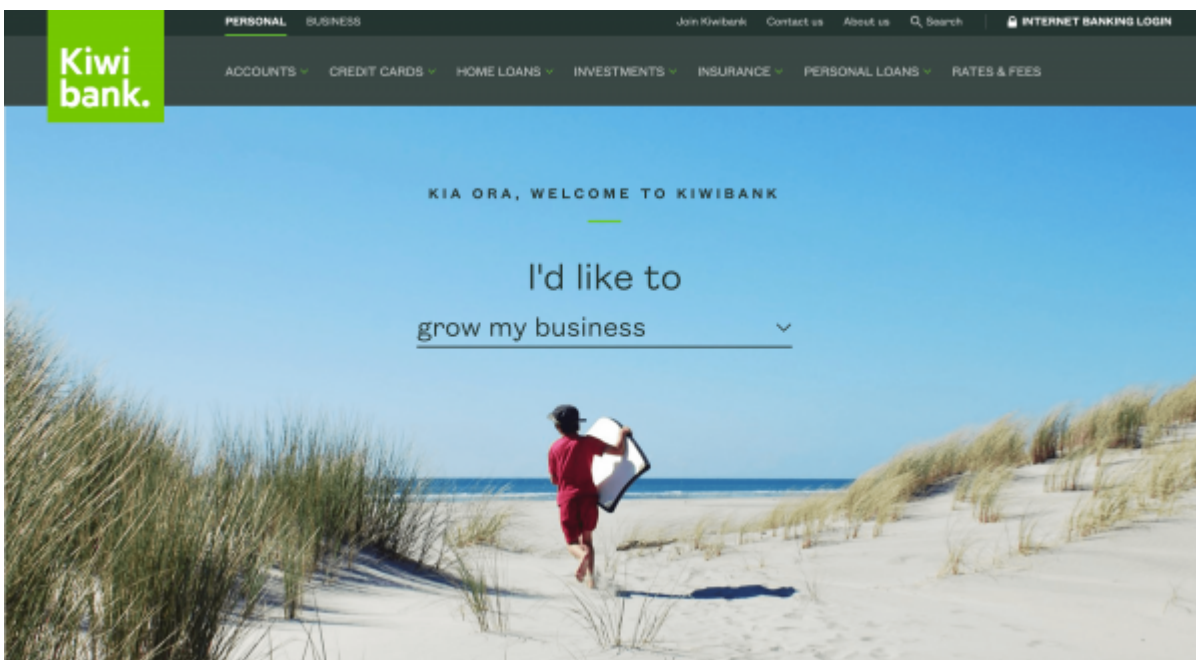 PERSONAL BUSINESS Join Kiwibank Contact us About us Search INTERNET BANKING LOGIN
Kiwi
bank.
ACCOUNTS CREDIT CARDS HOME LOANS INVESTMENTS INSURANCE PERSONAL LOANS RATES & FEES
KIA ORA, WELCOME TO KIWIBANK
I'd like to
grow my business